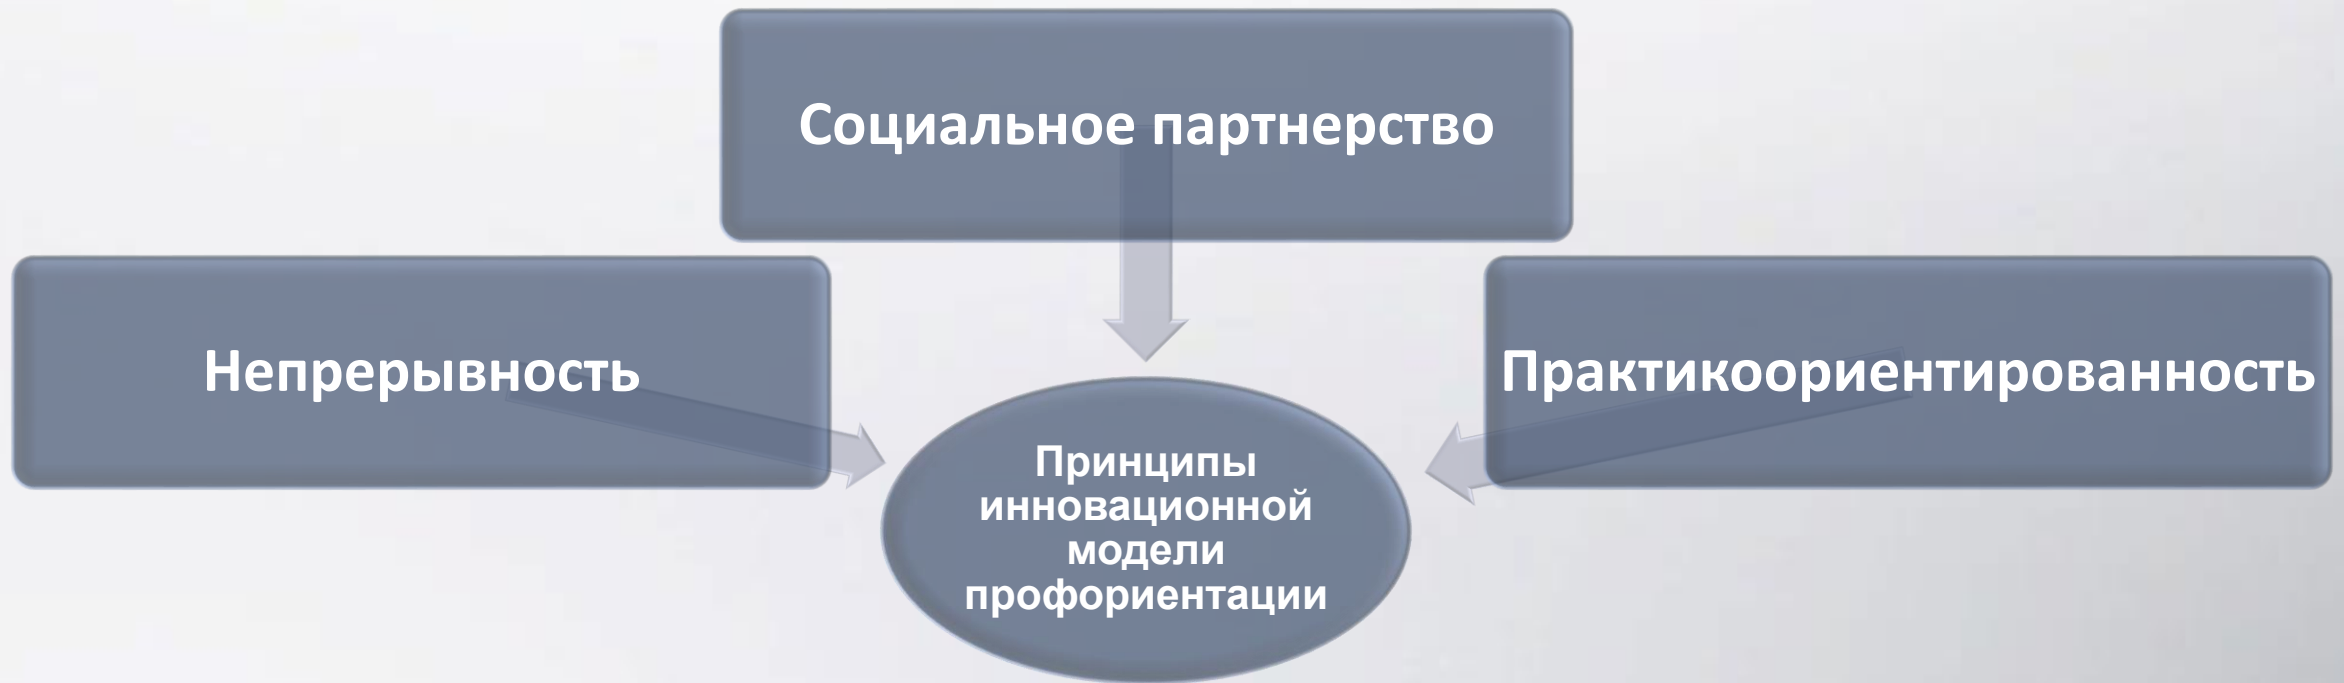 Социальное партнерство
Непрерывность
Практикоориентированность
Принципы
инновационной
модели
профориентации